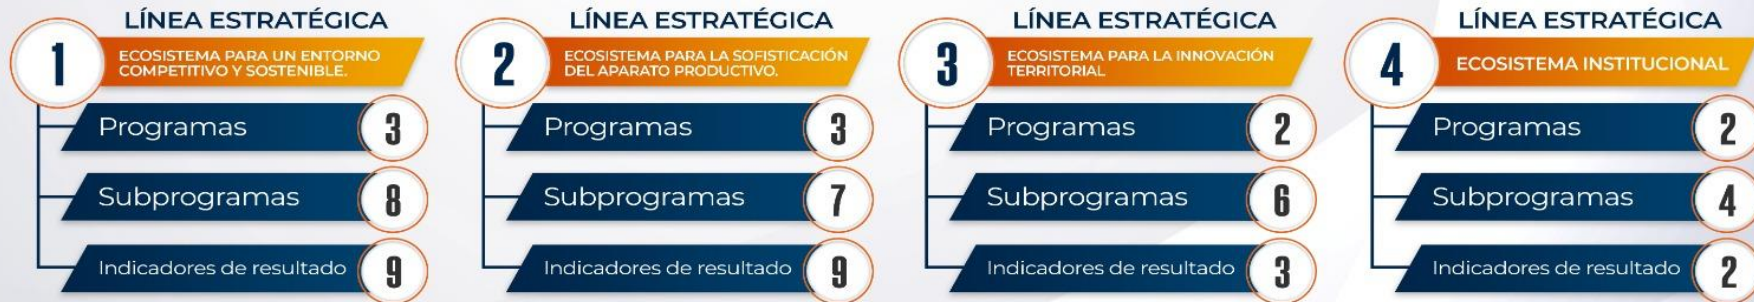 LÍNEA ESTRATÉGICA
1
ECOSISTEMA PARA UN ENTORNO
COMPETITIVO Y SOSTENIBLE.
Programas 3
Subprogramas 8
Indicadores de resultado 9
LÍNEA ESTRATÉGICA
2
ECOSISTEMA PARA LA SOFISTICACIÓN
DEL APARATO PRODUCTIVO.
Programas 3
Subprogramas 7
Indicadores de resultado 9
LÍNEA ESTRATÉGICA
3
ECOSISTEMA PARA LA INNOVACIÓN
TERRITORIAL
Programas 2
Subprogramas 6
Indicadores de resultado 3
LÍNEA ESTRATÉGICA
4
ECOSISTEMA INSTITUCIONAL
Programas 2
Subprogramas 4
Indicadores de resultado 2